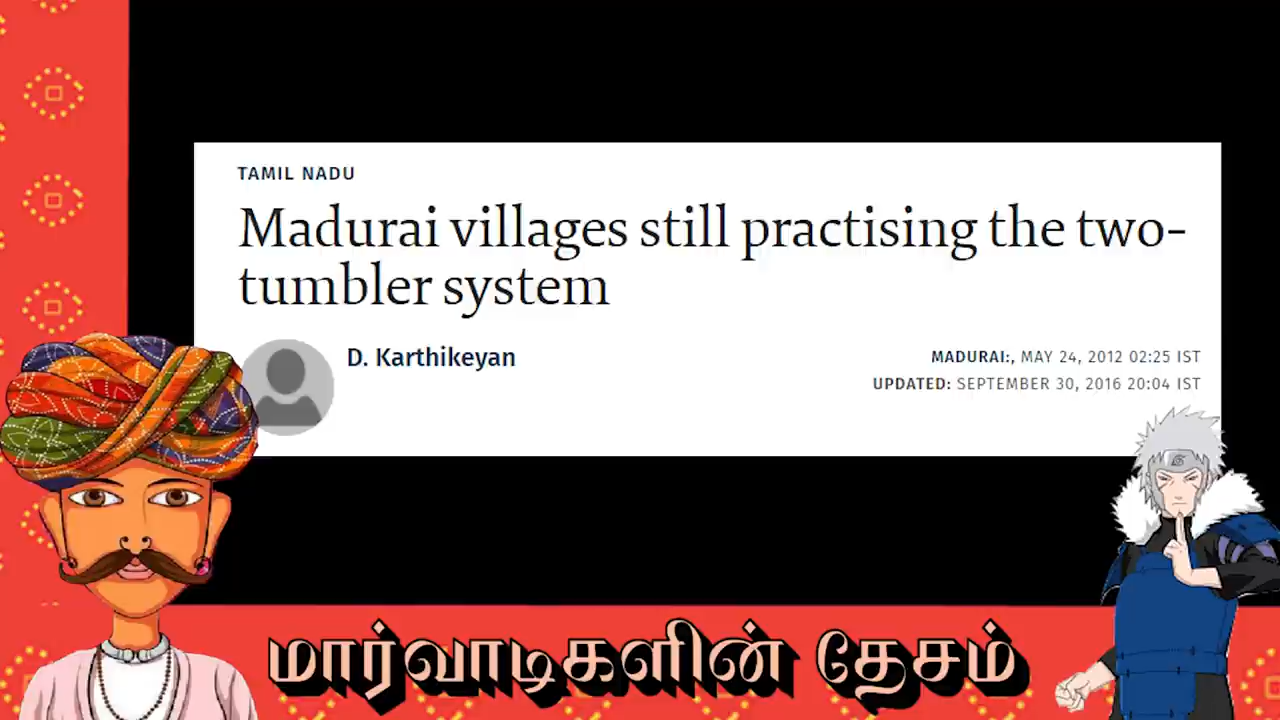 TAMIL NADU
Madurai villages still practising the two-
tumbler system
D. Karthikeyan
MADURAI:, MAY 24, 2012 02:25 IST
UPDATED: SEPTEMBER 30, 2016 20:04 IST
மார்வாடிகளின் தேசம்